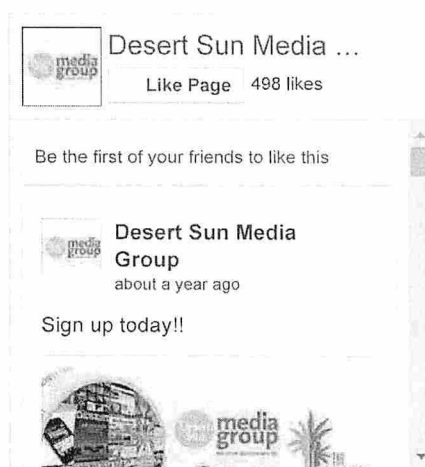 media
group
Desert Sun Media ...
Like Page 498 likes
Be the first of your friends to like this
media
group
Desert Sun Media
Group
about a year ago
Sign up today!!
media
group